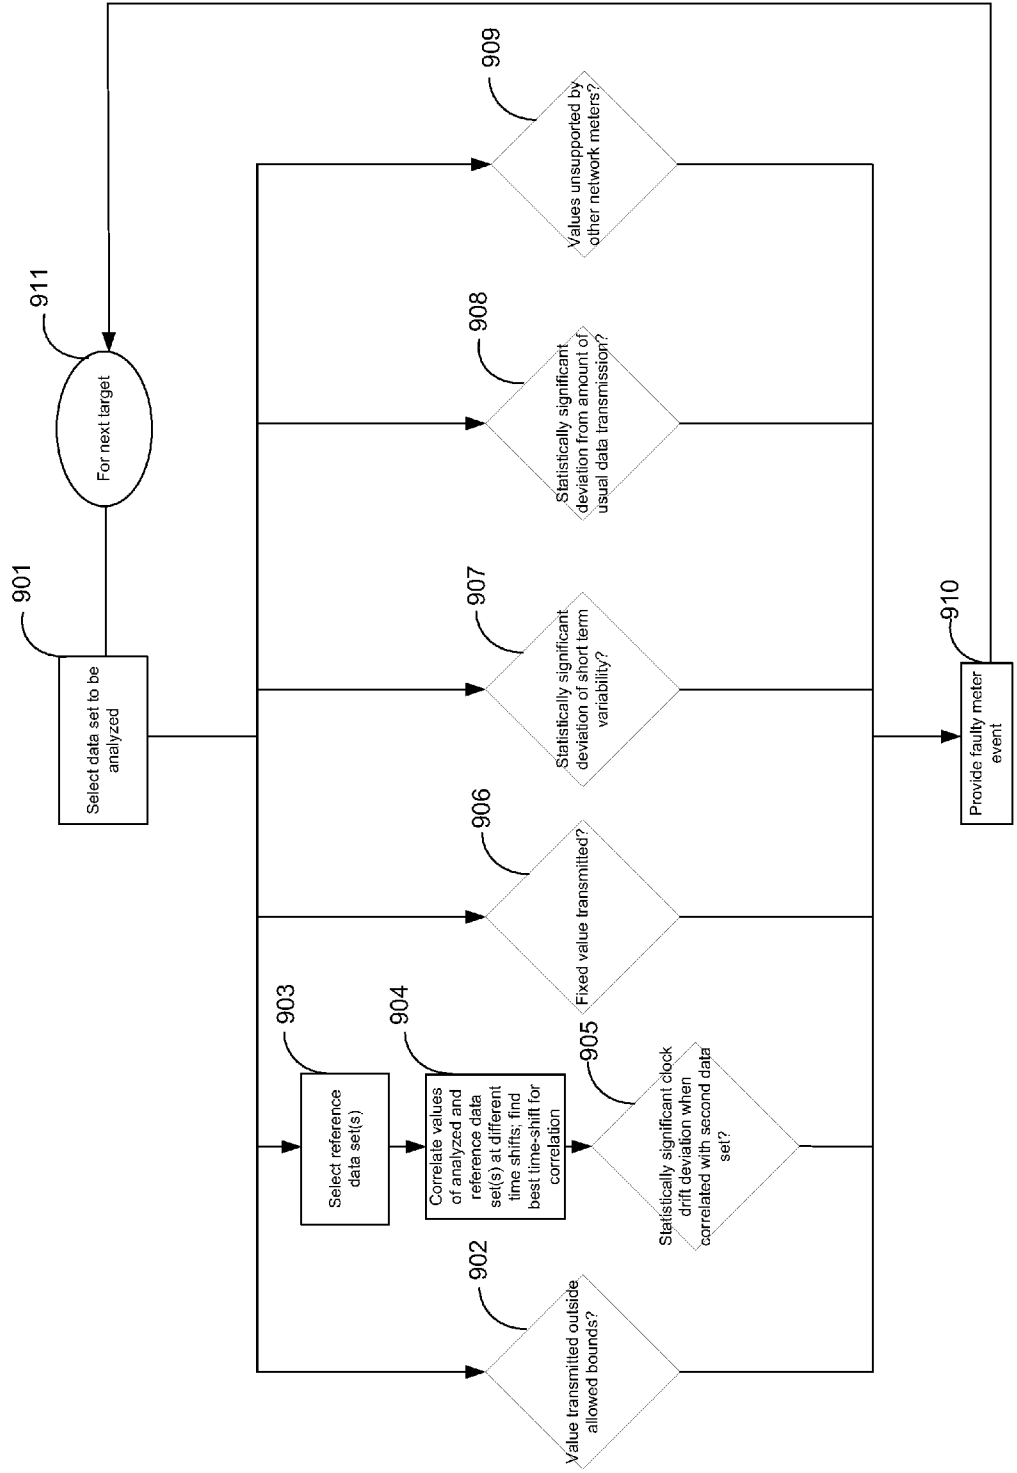 901
Select data set to be
analyzed
911
For next target
902
Value transmitted outside
allowed bounds?
903
Select reference
data set(s)
904
Correlate values
of analyzed and
reference data
set(s) at different
time shifts; find
best time-shift for
correlation
905
Statistically significant clock
drift deviation when
correlated with second data
set?
906
Fixed value transmitted?
907
Statistically significant
deviation of short term
variability?
908
Statistically significant
deviation from amount of
usual data transmission?
909
Values unsupported by
other network meters?
910
Provide faulty meter
event